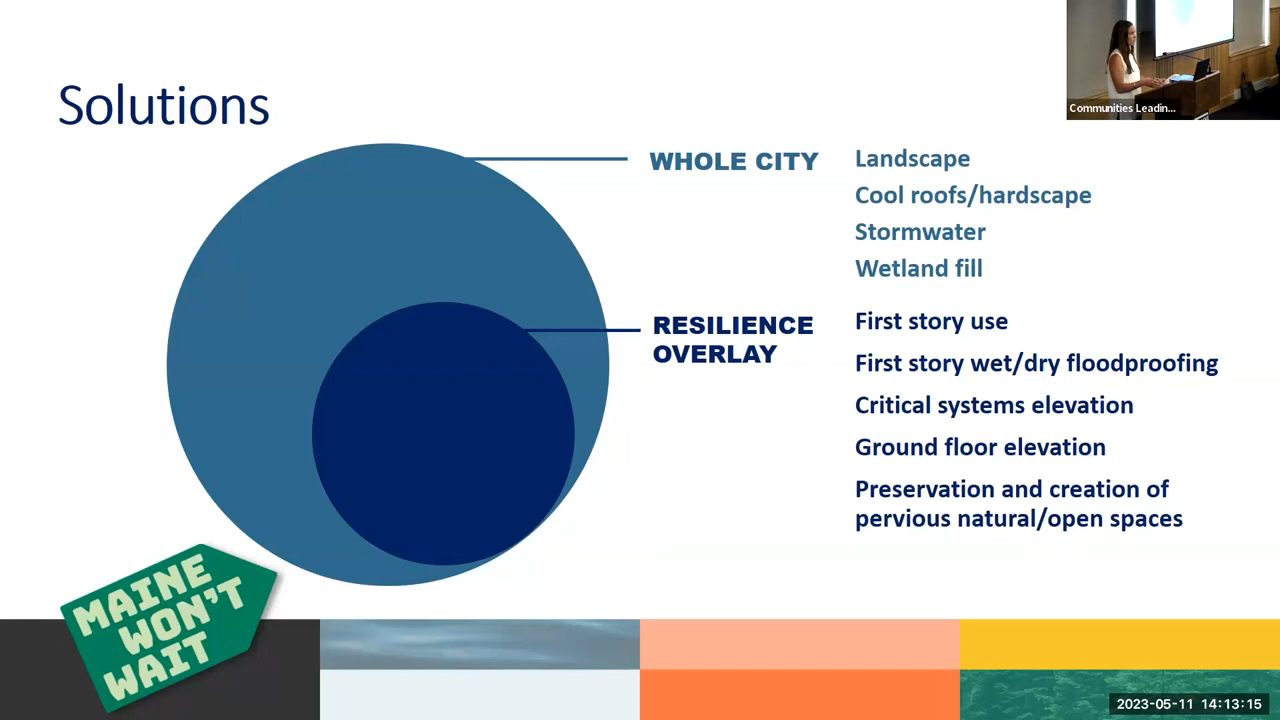 Solutions
WHOLE CITY
Landscape
Cool roofs/hardscape
Stormwater
Wetland fill
RESILIENCE
OVERLAY
First story use
First story wet/dry floodproofing
Critical systems elevation
Ground floor elevation
Preservation and creation of
pervious natural/open spaces
MAINE
WON'T
WAIT
Communities Leadin...
2023-05-11 14:13:15